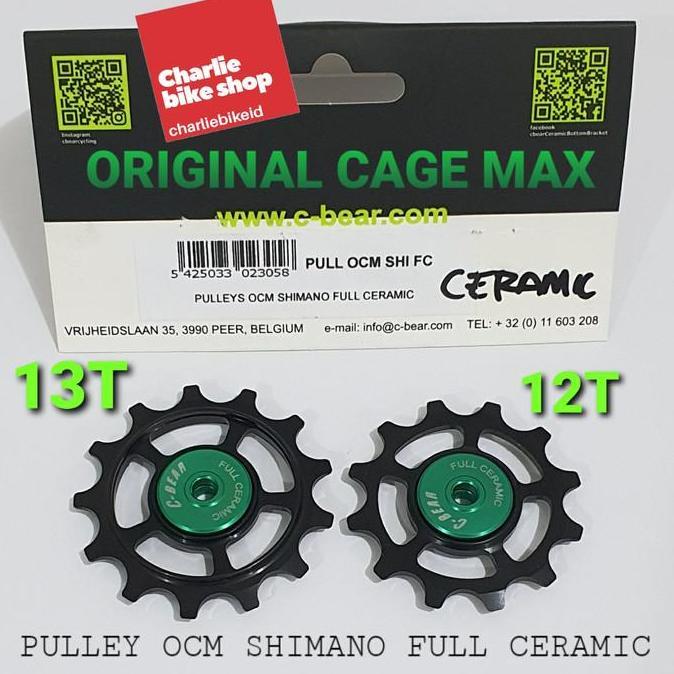 Charlie
bike shop
charliebikeid
Instagram
cbearcycling
facebook
cbearCeramicBottomBracket
ORIGINAL CAGE MAX
www.c-bear.com
5 425033 023058
PULL OCM SHI FC
PULLEYS OCM SHIMANO FULL CERAMIC
CERAMIC
VRIJHEIDSLAAN 35, 3990 PEER, BELGIUM e-mail: info@c-bear.com TEL: + 32 (0) 11 603 208
13T
12T
C-BEAR
FULL CERAMIC
C-BEAR
FULL CERAMIC
PULLEY OCM SHIMANO FULL CERAMIC